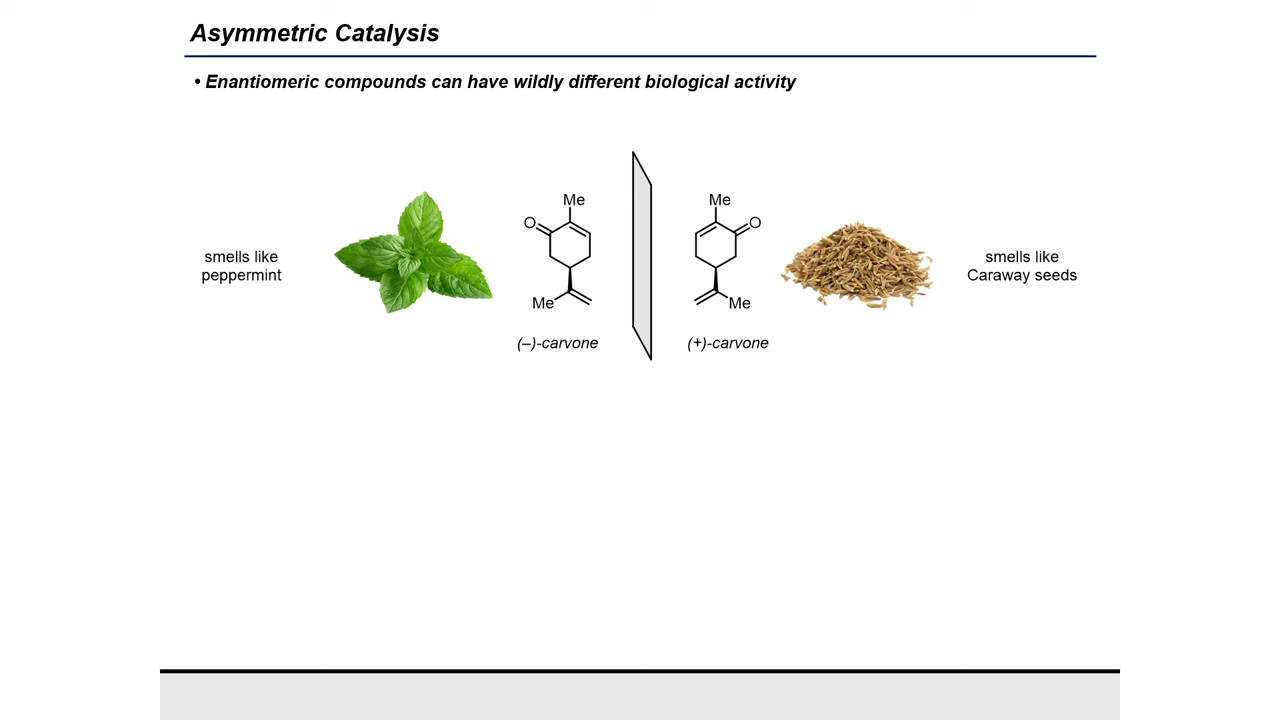 Asymmetric Catalysis
• Enantiomeric compounds can have wildly different biological activity
smells like
peppermint
Me
O
Me
(–)-carvone
Me
O
Me
(+)-carvone
smells like
Caraway seeds